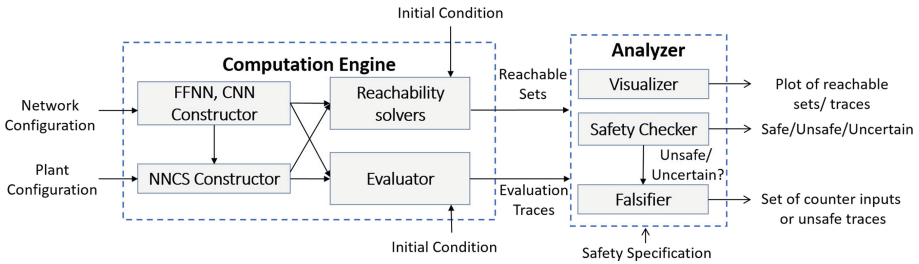 Initial Condition
Computation Engine
Analyzer
Network
Configuration
FFNN, CNN
Constructor
Reachability
solvers
Reachable
Sets
Visualizer
Plot of reachable
sets/ traces
Safety Checker
Safe/Unsafe/Uncertain
Unsafe/
Uncertain?
Plant
Configuration
NNCS Constructor
Evaluator
Evaluation
Traces
Falsifier
Set of counter inputs
or unsafe traces
Initial Condition
Safety Specification